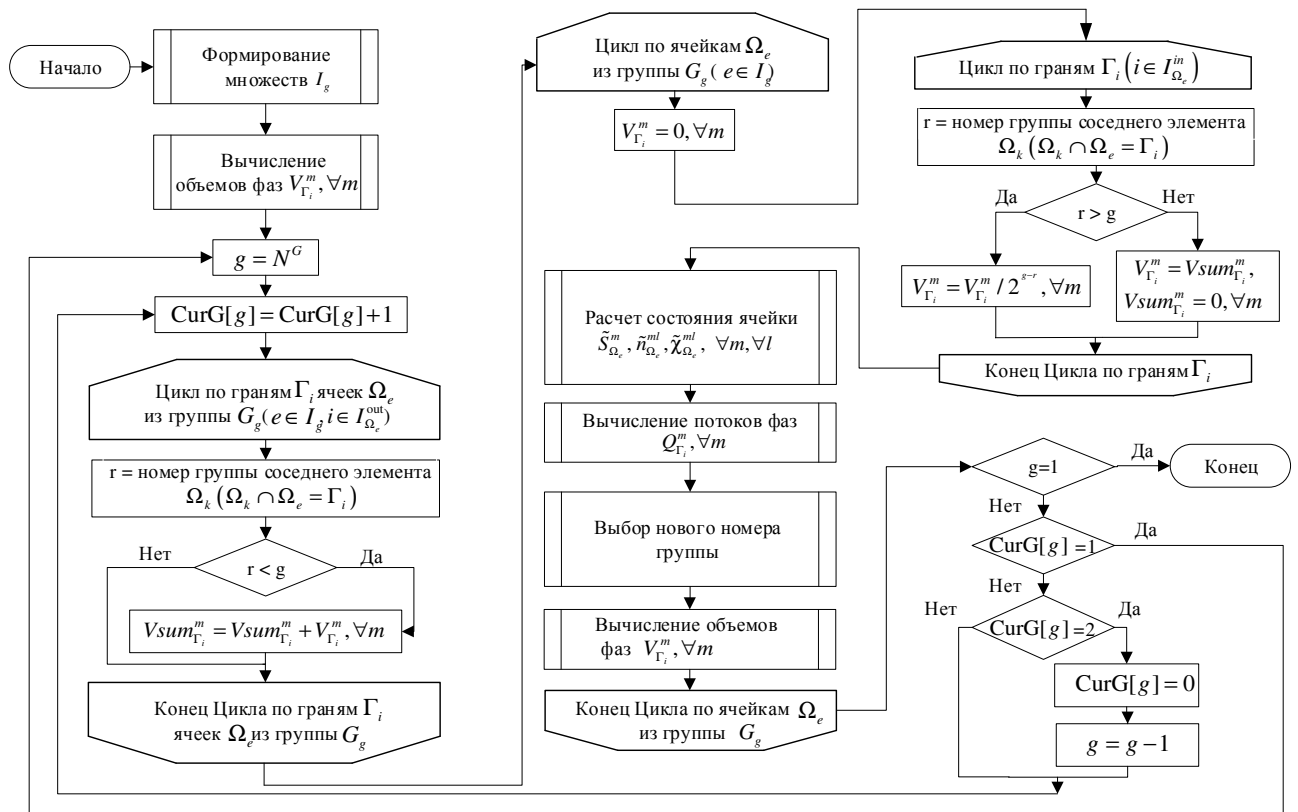 Начало
Формирование
множеств I_g
Вычисление
объемов фаз V^m_{Γ_i}, ∀m
g = N^G
CurG[g] = CurG[g]+1
Цикл по граням Γ_i ячеек Ω_e
из группы G_g ( e ∈ I_g, i ∈ I^{out}_{Ω_e})
r = номер группы соседнего элемента
Ω_k (Ω_k ∩ Ω_e = Γ_i)
Нет
r < g
Да
Vsum^m_{Γ_i} = Vsum^m_{Γ_i} + V^m_{Γ_i}, ∀m
Конец Цикла по граням Γ_i
ячеек Ω_e из группы G_g
Цикл по ячейкам Ω_e
из группы G_g ( e ∈ I_g)
V^m_{Γ_i} = 0, ∀m
Цикл по граням Γ_i (i ∈ I^{in}_{Ω_e})
r = номер группы соседнего элемента
Ω_k (Ω_k ∩ Ω_e = Γ_i)
Да
r > g
Нет
V^m_{Γ_i} = V^m_{Γ_i} / 2^{g-r}, ∀m
V^m_{Γ_i} = Vsum^m_{Γ_i},
Vsum^m_{Γ_i} = 0, ∀m
Конец Цикла по граням Γ_i
Расчет состояния ячейки
S̃^m_{Ω_e}, ñ^{ml}_{Ω_e}, χ̃^{ml}_{Ω_e}, ∀m, ∀l
Вычисление потоков фаз
Q^m_{Γ_i}, ∀m
Выбор нового номера
группы
Вычисление объемов
фаз V^m_{Γ_i}, ∀m
Конец Цикла по ячейкам Ω_e
из группы G_g
g=1
Да
Конец
Нет
CurG[g] =1
Да
Нет
Нет
CurG[g] =2
Да
CurG[g] = 0
g = g − 1